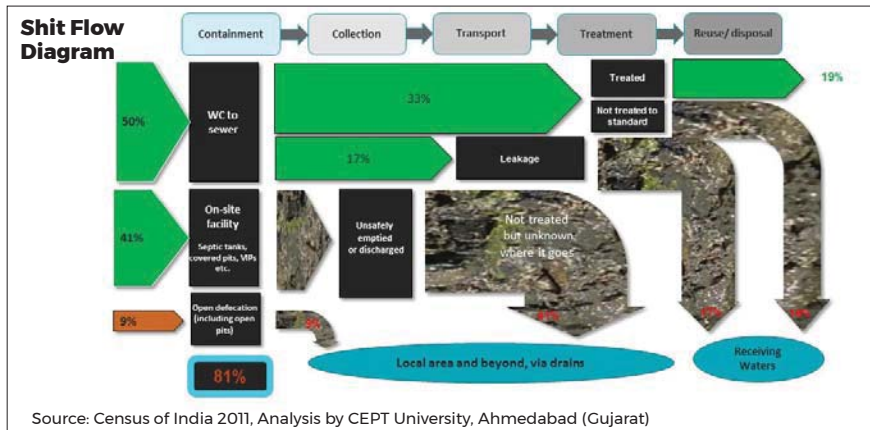 Shit Flow
Diagram
Containment
Collection
Transport
Treatment
Reuse/ disposal
50%
WC to
sewer
33%
Treated
19%
Not treated to
standard
17%
Leakage
41%
On-site
facility
Septic tanks,
covered pits, VIPs
etc.
Unsafely
emptied
or discharged
Not treated
but unknown
where it goes
9%
Open defecation
(including open
pits)
81%
Local area and beyond, via drains
Receiving
Waters
Source: Census of India 2011, Analysis by CEPT University, Ahmedabad (Gujarat)